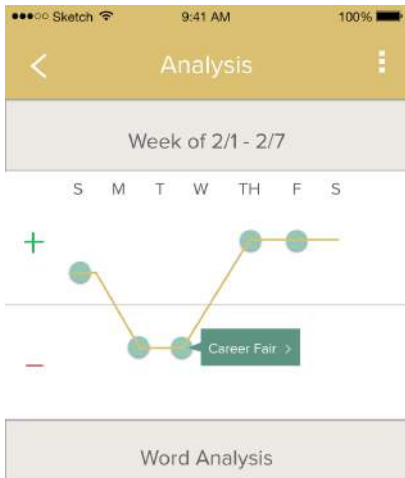 Sketch 9:41 AM 100%
Analysis
Week of 2/1 - 2/7
S M T W TH F S
+
Career Fair >
–
Word Analysis